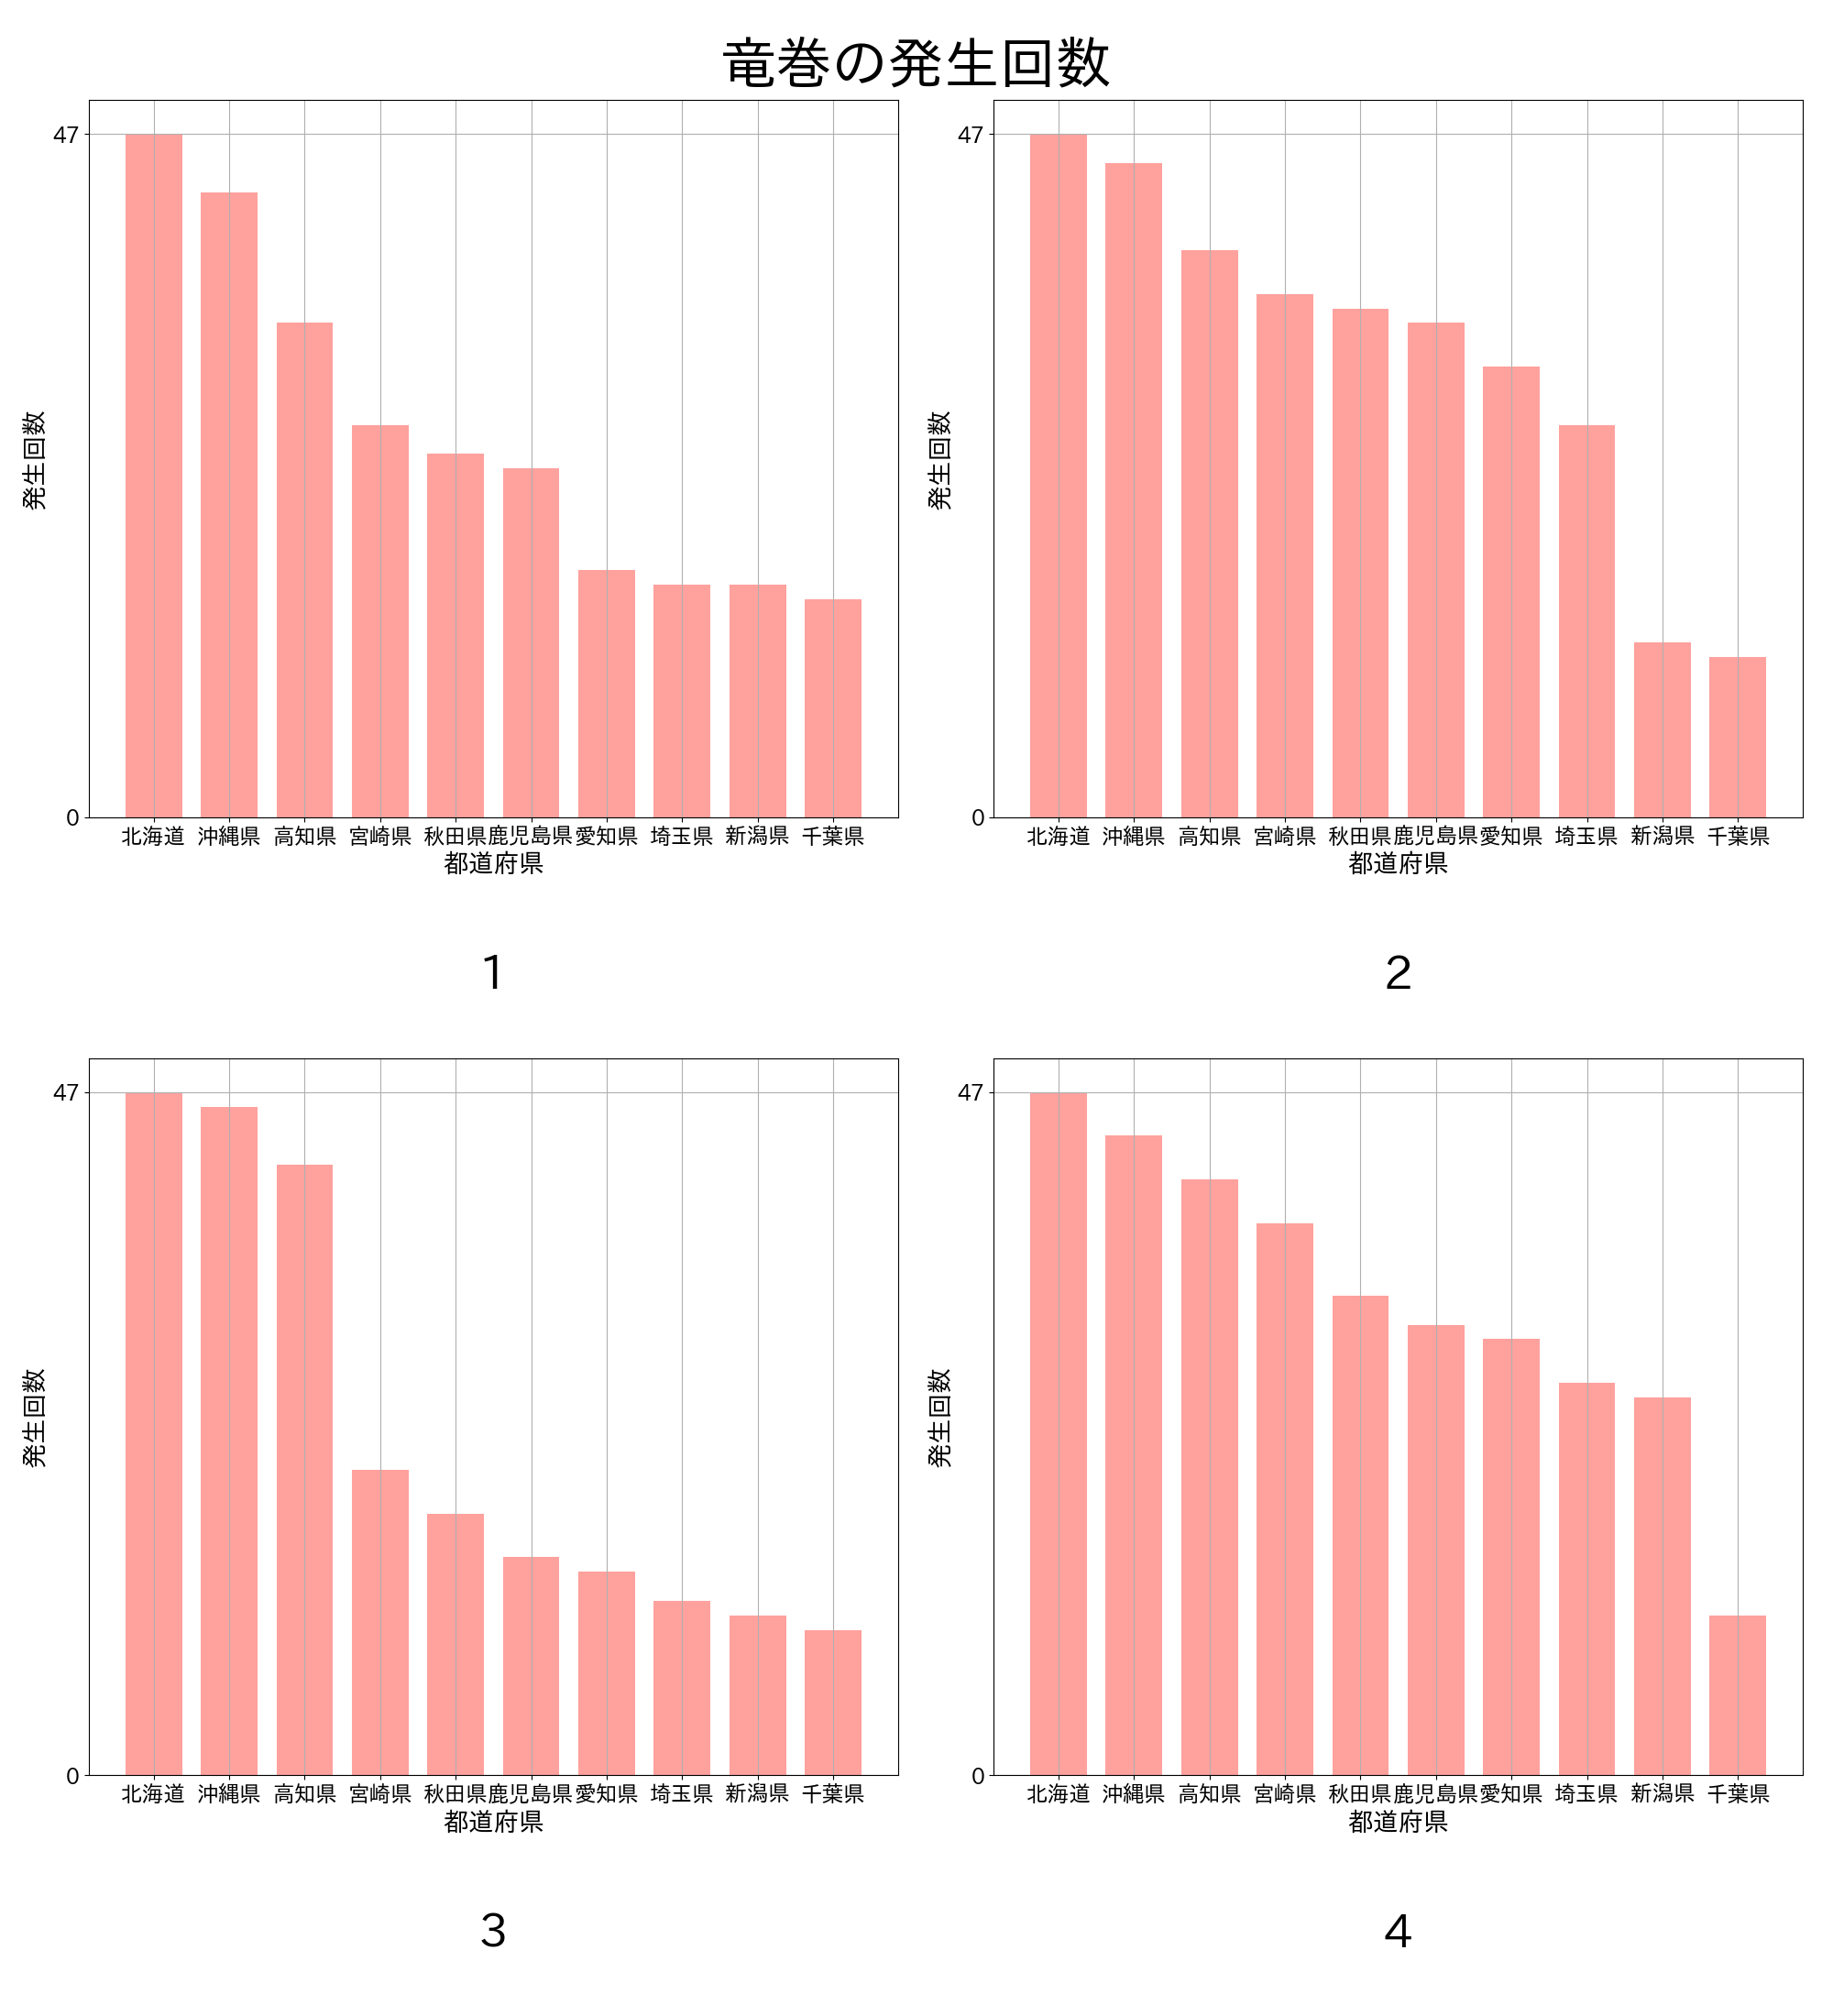 竜巻の発生回数
47
0
発生回数
北海道 沖縄県 高知県 宮崎県 秋田県 鹿児島県 愛知県 埼玉県 新潟県 千葉県
都道府県
1
47
0
発生回数
北海道 沖縄県 高知県 宮崎県 秋田県 鹿児島県 愛知県 埼玉県 新潟県 千葉県
都道府県
2
47
0
発生回数
北海道 沖縄県 高知県 宮崎県 秋田県 鹿児島県 愛知県 埼玉県 新潟県 千葉県
都道府県
3
47
0
発生回数
北海道 沖縄県 高知県 宮崎県 秋田県 鹿児島県 愛知県 埼玉県 新潟県 千葉県
都道府県
4